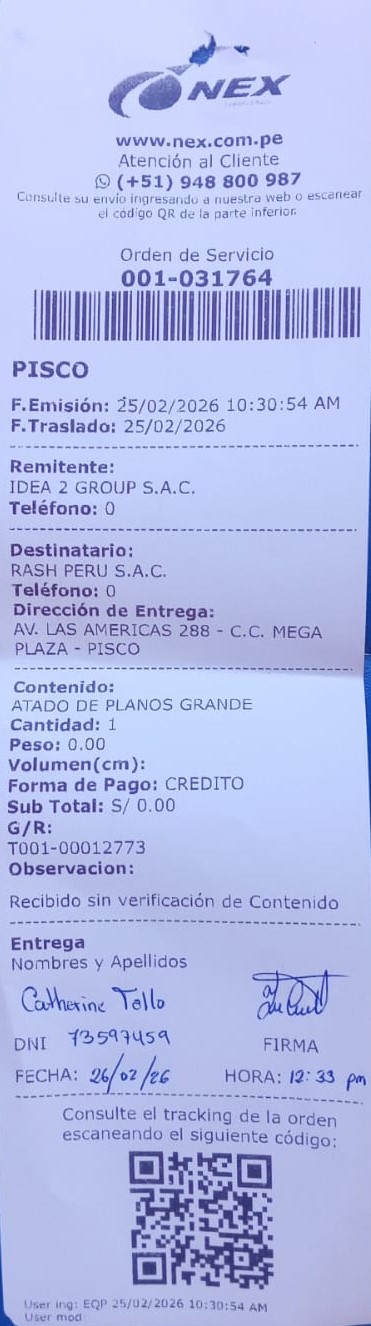 NEX
www.nex.com.pe
Atención al Cliente
(+51) 948 800 987
Consulte su envio ingresando a nuestra web o escanear
el código QR de la parte inferior.
Orden de Servicio
001-031764
PISCO
F.Emisión: 25/02/2026 10:30:54 AM
F.Traslado: 25/02/2026
Remitente:
IDEA 2 GROUP S.A.C.
Teléfono: 0
Destinatario:
RASH PERU S.A.C.
Teléfono: 0
Dirección de Entrega:
AV. LAS AMERICAS 288 - C.C. MEGA
PLAZA - PISCO
Contenido:
ATADO DE PLANOS GRANDE
Cantidad: 1
Peso: 0.00
Volumen(cm):
Forma de Pago: CREDITO
Sub Total: S/ 0.00
G/R:
T001-00012773
Observacion:
Recibido sin verificación de Contenido
Entrega
Nombres y Apellidos
Catherine Tello
DNI 73597459
FIRMA
FECHA: 26/02/26 HORA: 12:33 pm
Consulte el tracking de la orden
escaneando el siguiente código:
User ing: EQP 25/02/2026 10:30:54 AM
User mod: